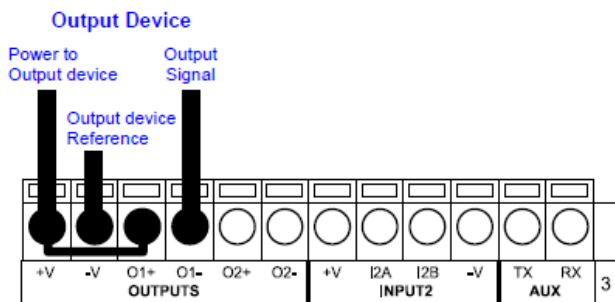 Output Device
Power to
Output device
Output
Signal
Output device
Reference
+V -V O1+ O1- O2+ O2- +V I2A I2B -V TX RX
OUTPUTS INPUT2 AUX 3